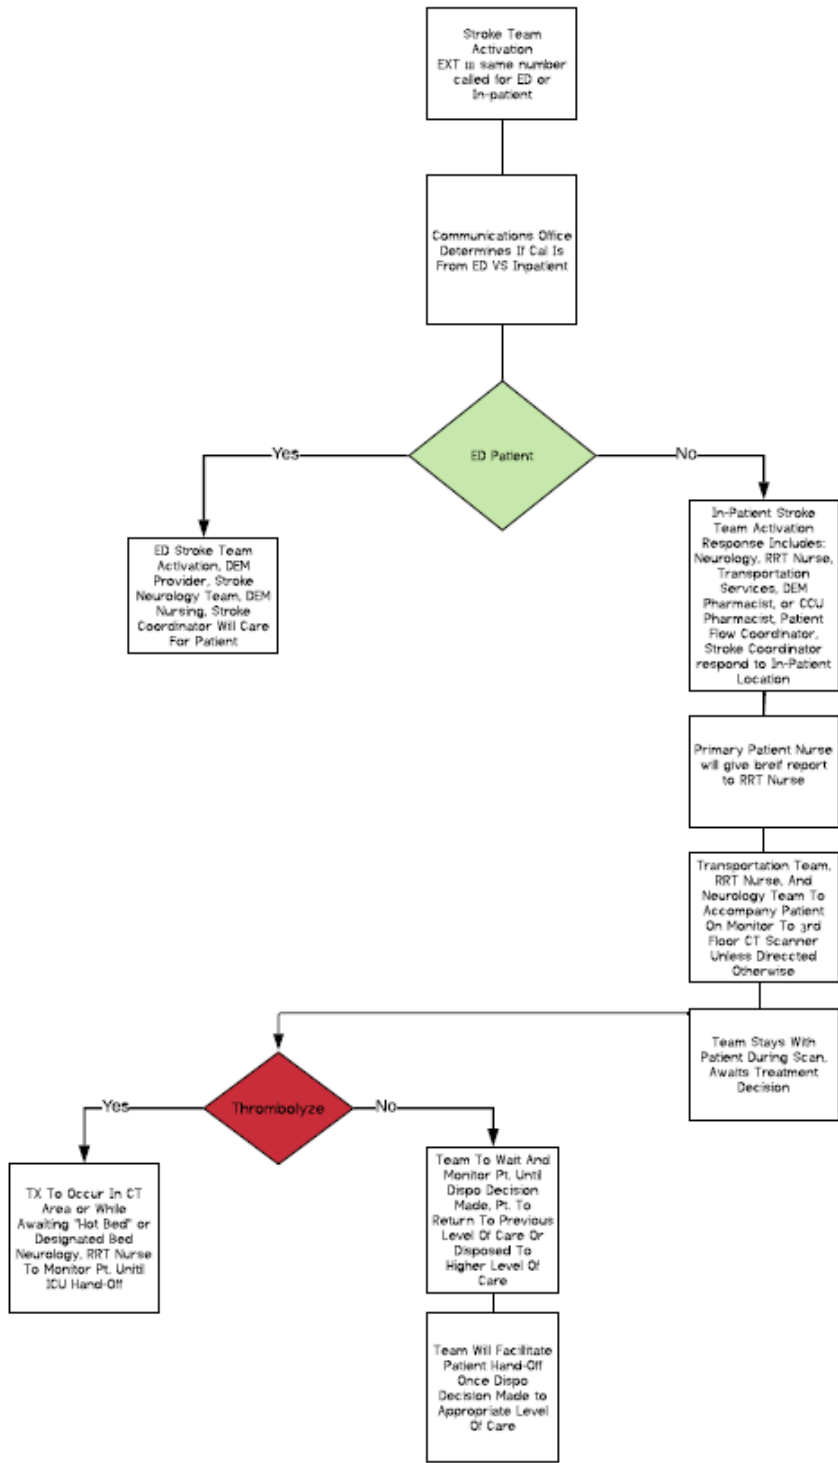 Stroke Team
Activation
EXT 111 same number
called for ED or
In-patient
Communications Office
Determines If Cal Is
From ED VS Inpatient
ED Patient
Yes
No
ED Stroke Team
Activation, DEM
Provider, Stroke
Neurology Team, DEM
Nursing, Stroke
Coordinator Will Care
For Patient
In-Patient Stroke
Team Activation
Response Includes:
Neurology, RRT Nurse,
Transportation
Services, DEM
Pharmacist, or CCU
Pharmacist, Patient
Flow Coordinator,
Stroke Coordinator
respond to In-Patient
Location
Primary Patient Nurse
will give breif report
to RRT Nurse
Transportation Team,
RRT Nurse, And
Neurology Team To
Accompany Patient
On Monitor To 3rd
Floor CT Scanner
Unless Direccted
Otherwise
Team Stays With
Patient During Scan,
Awaits Treatment
Decision
Thrombolyze
Yes
No
TX To Occur In CT
Area or While
Awaiting "Hot Bed" or
Designated Bed
Neurology, RRT Nurse
To Monitor Pt. Unitil
ICU Hand-Off
Team To Wait And
Monitor Pt. Until
Dispo Decision
Made, Pt. To
Return To Previous
Level Of Care Or
Disposed To
Higher Level Of
Care
Team Will Facilitate
Patient Hand-Off
Once Dispo
Decision Made to
Appropriate Level
Of Care